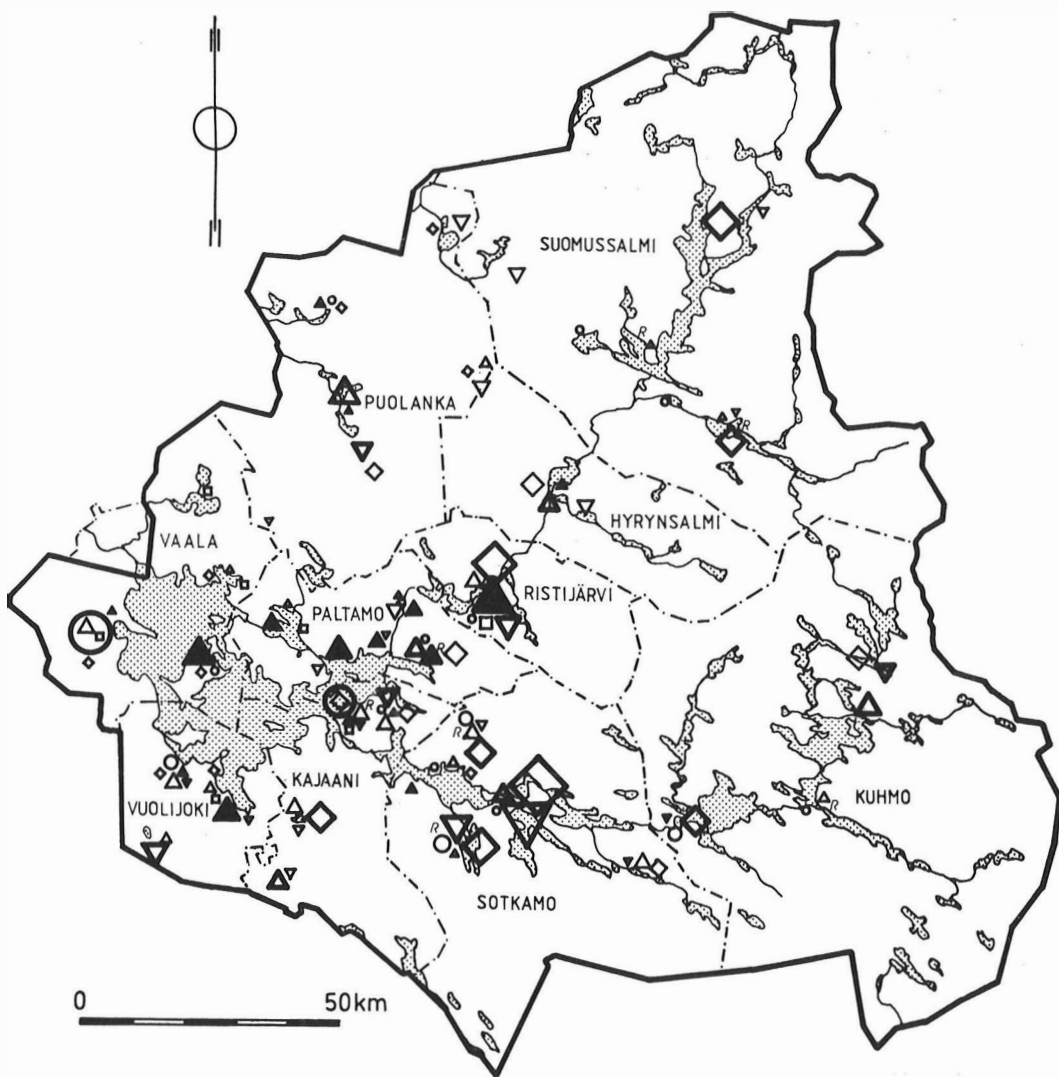 SUOMUSSALMI
R
PUOLANKA
R
HYRYNSALMI
VAALA
PALTAMO
RISTIJÄRVI
R
R
R
KAJAANI
VUOLIJOKI
R
KUHMO
R
SOTKAMO
0 50km